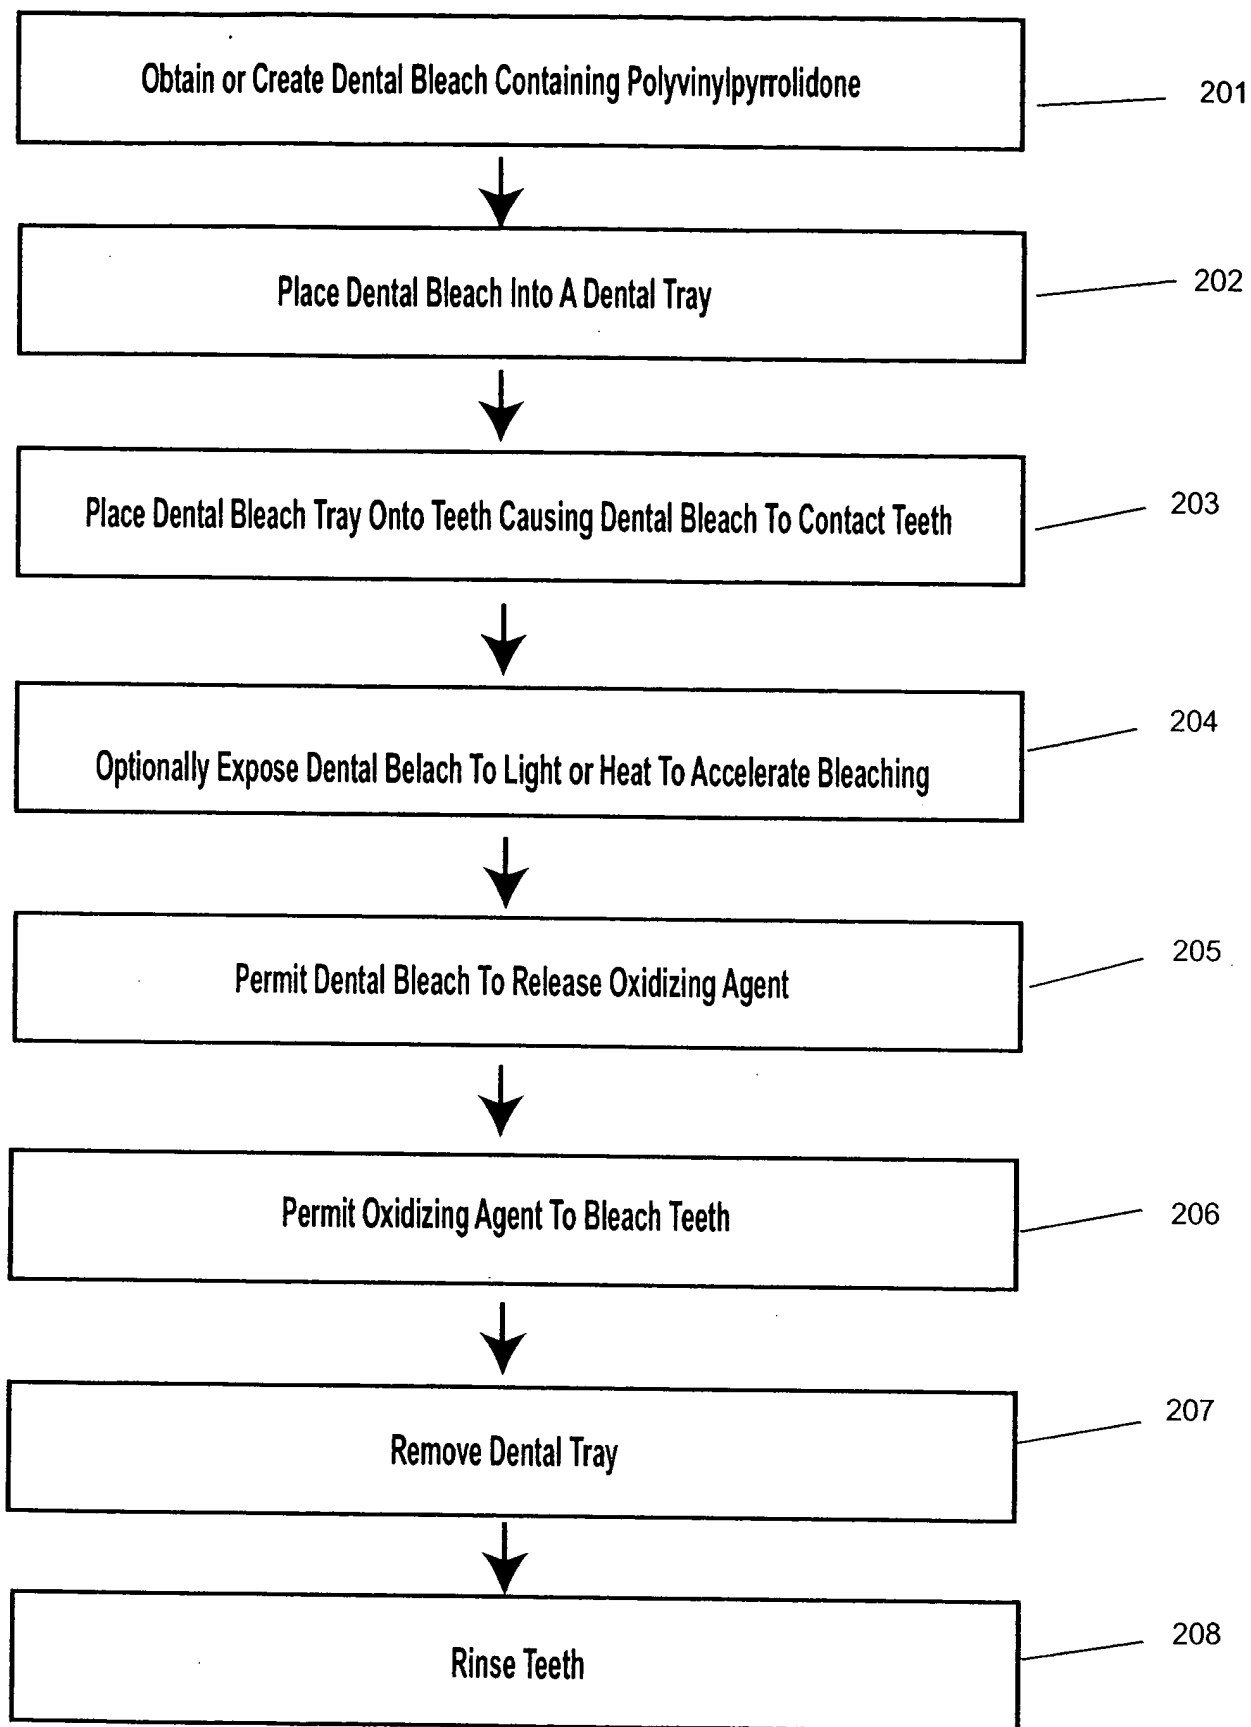 Obtain or Create Dental Bleach Containing Polyvinylpyrrolidone
201
Place Dental Bleach Into A Dental Tray
202
Place Dental Bleach Tray Onto Teeth Causing Dental Bleach To Contact Teeth
203
Optionally Expose Dental Belach To Light or Heat To Accelerate Bleaching
204
Permit Dental Bleach To Release Oxidizing Agent
205
Permit Oxidizing Agent To Bleach Teeth
206
Remove Dental Tray
207
Rinse Teeth
208